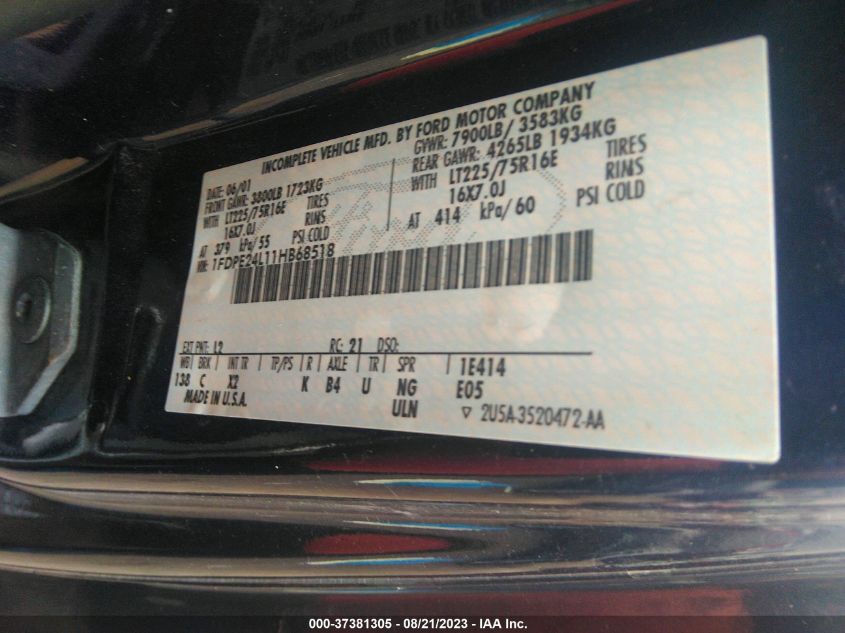 INCOMPLETE VEHICLE MFD. BY FORD MOTOR COMPANY
DATE: 06/01 GVWR: 7900LB/ 3583KG
FRONT GAWR: 3800LB 1723KG REAR GAWR: 4265LB 1934KG
WITH LT225/75R16E TIRES WITH LT225/75R16E TIRES
16X7.0J RINS 16X7.0J RINS
AT 379 kPa/ 55 PSI COLD AT 414 kPa/ 60 PSI COLD
VIN: 1FDPE24L11HB68518
EXT PNT: L2 RC: 21 DSO:
WB BRK INT TR TP/PS R AXLE TR SPR 1E414
138 C X2 K B4 U NG E05
MADE IN U.S.A. ULN ▽ 2U5A-3520472-AA
000-37381305 - 08/21/2023 - IAA Inc.